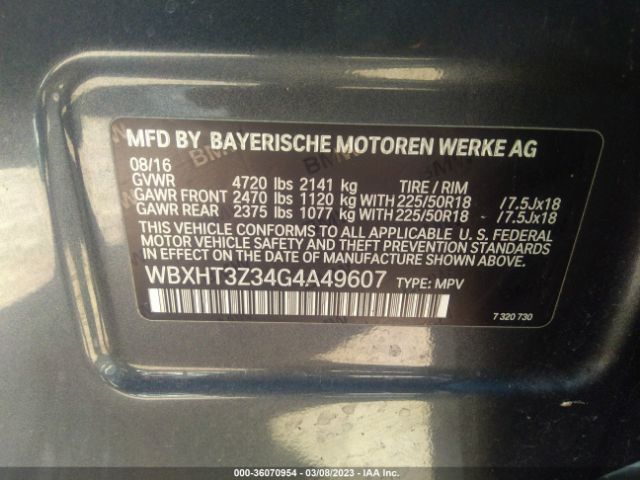 MFD BY BAYERISCHE MOTOREN WERKE AG
08/16
GVWR 4720 lbs 2141 kg TIRE / RIM
GAWR FRONT 2470 lbs 1120 kg WITH 225/50R18 /7.5Jx18
GAWR REAR 2375 lbs 1077 kg WITH 225/50R18 ~ /7.5Jx18
THIS VEHICLE CONFORMS TO ALL APPLICABLE U. S. FEDERAL
MOTOR VEHICLE SAFETY, BUMPER, AND THEFT PREVENTION
STANDARDS IN EFFECT ON THE DATE OF MANUFACTURE SHOWN ABOVE.
WBXHT3Z34G4A49607 TYPE: MPV
7 320 730
000-36070954 - 03/08/2023 - IAA Inc.